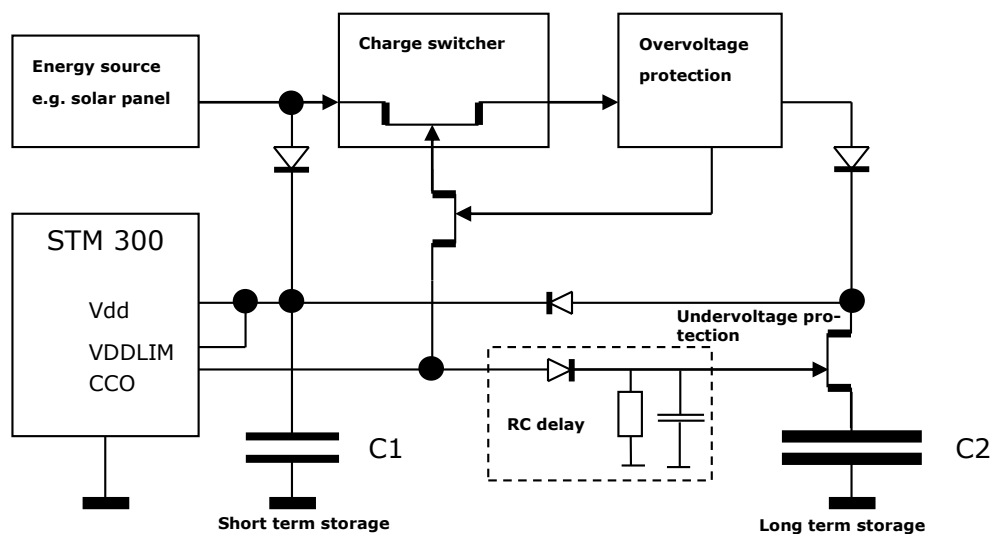 Energy source
e.g. solar panel
Charge switcher
Overvoltage
protection
STM 300
Vdd
VDDLIM
CCO
Undervoltage pro-
tection
RC delay
C1
C2
Short term storage
Long term storage